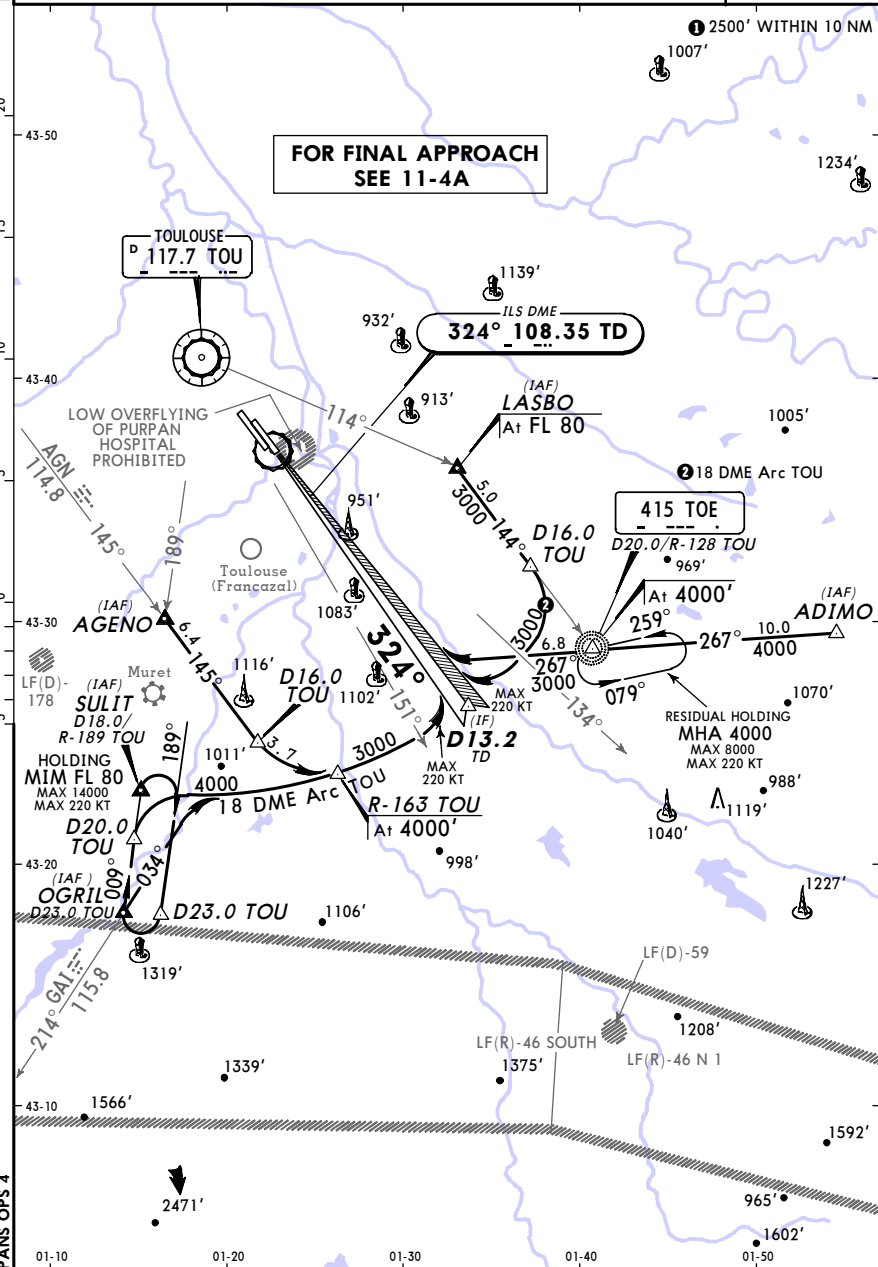 ❶ 2500' WITHIN 10 NM
1007'
43-50
FOR FINAL APPROACH
SEE 11-4A
1234'
TOULOUSE
D 117.7 TOU
1139'
ILS DME
324° 108.35 TD
932'
43-40
(IAF)
LASBO
At FL 80
913'
114°
LOW OVERFLYING
OF PURPAN
HOSPITAL
PROHIBITED
1005'
AGN
114.8
❷ 18 DME Arc TOU
5.0
3000
144°
951'
415 TOE
D20.0/R-128 TOU
145°
189°
D16.0
TOU
969'
Toulouse
(Francazal)
At 4000'
1083'
259°
(IAF)
ADIMO
43-30
(IAF)
AGENO
❷
3000
6.8
267°
3000
267°
10.0
4000
6.4
145°
324°
079°
LF(D)-
178
Muret
1116'
D16.0
TOU
1102'
151°
MAX
220 KT
134°
1070'
(IAF)
SULIT
D18.0/
R-189 TOU
189°
(IF)
D13.2
TD
RESIDUAL HOLDING
MHA 4000
MAX 8000
MAX 220 KT
HOLDING
MIM FL 80
MAX 14000
MAX 220 KT
1011'
3.7
3000
MAX
220 KT
4000
18 DME Arc TOU
988'
1119'
R-163 TOU
At 4000'
1040'
D20.0
TOU
998'
43-20
009°
034°
(IAF)
OGRIL
D23.0 TOU
D23.0 TOU
1106'
1227'
1319'
GAI
115.8
214°
LF(D)-59
1208'
LF(R)-46 SOUTH
LF(R)-46 N 1
1339'
1375'
43-10
1566'
1592'
2471'
965'
1602'
PANS OPS 4
01-10
01-20
01-30
01-40
01-50